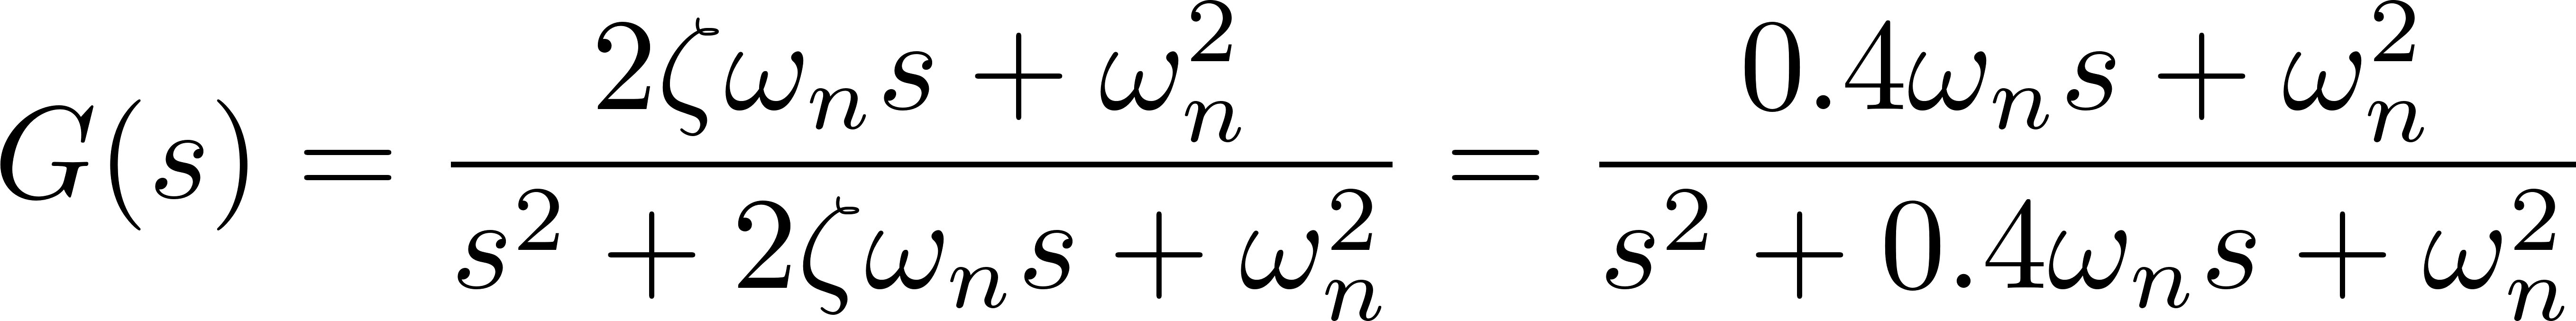 G(s) = \frac{2\zeta\omega_n s + \omega_n^2}{s^2 + 2\zeta\omega_n s + \omega_n^2} = \frac{0.4\omega_n s + \omega_n^2}{s^2 + 0.4\omega_n s + \omega_n^2}